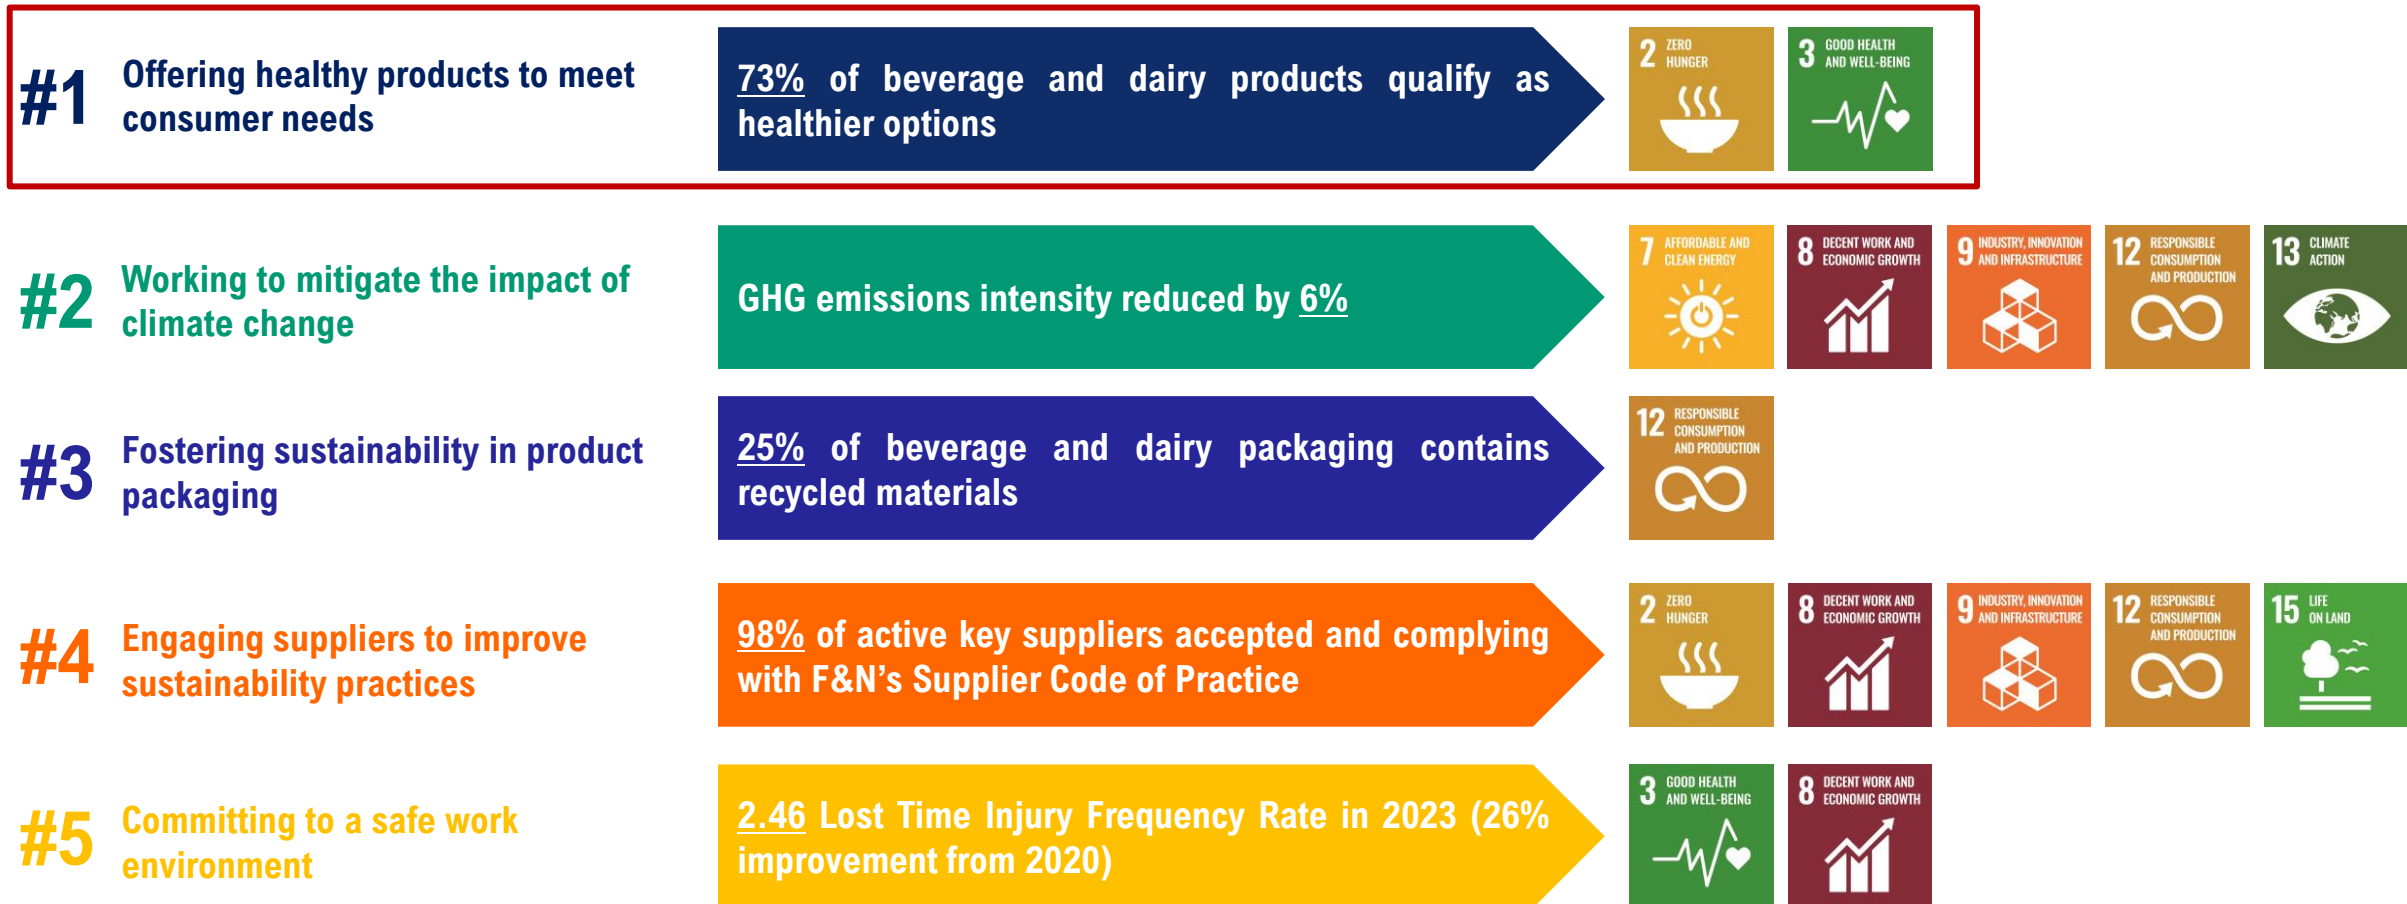 #1
Offering healthy products to meet
consumer needs
73% of beverage and dairy products qualify as
healthier options
2 ZERO
HUNGER
3 GOOD HEALTH
AND WELL-BEING
#2
Working to mitigate the impact of
climate change
GHG emissions intensity reduced by 6%
7 AFFORDABLE AND
CLEAN ENERGY
8 DECENT WORK AND
ECONOMIC GROWTH
9 INDUSTRY, INNOVATION
AND INFRASTRUCTURE
12 RESPONSIBLE
CONSUMPTION
AND PRODUCTION
13 CLIMATE
ACTION
#3
Fostering sustainability in product
packaging
25% of beverage and dairy packaging contains
recycled materials
12 RESPONSIBLE
CONSUMPTION
AND PRODUCTION
#4
Engaging suppliers to improve
sustainability practices
98% of active key suppliers accepted and complying
with F&N’s Supplier Code of Practice
2 ZERO
HUNGER
8 DECENT WORK AND
ECONOMIC GROWTH
9 INDUSTRY, INNOVATION
AND INFRASTRUCTURE
12 RESPONSIBLE
CONSUMPTION
AND PRODUCTION
15 LIFE
ON LAND
#5
Committing to a safe work
environment
2.46 Lost Time Injury Frequency Rate in 2023 (26%
improvement from 2020)
3 GOOD HEALTH
AND WELL-BEING
8 DECENT WORK AND
ECONOMIC GROWTH